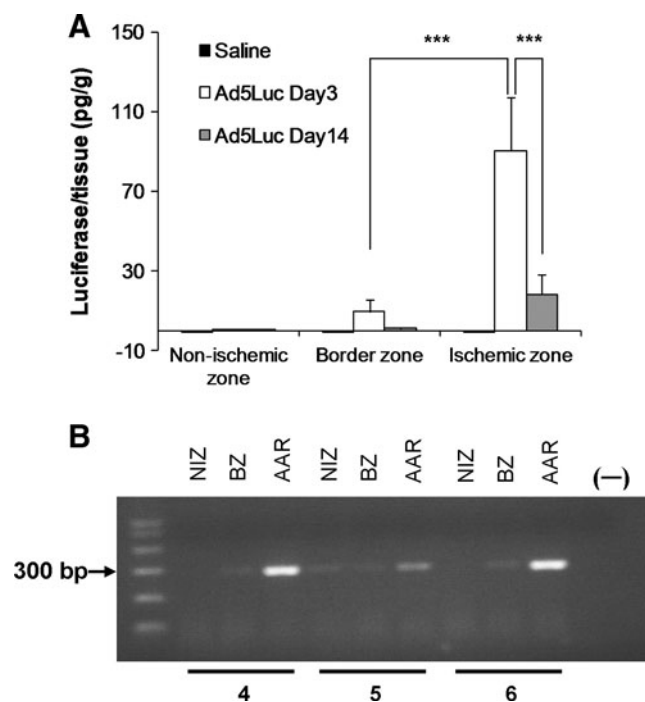 A
Luciferase/tissue (pg/g)
150
110
70
30
-10
Saline
Ad5Luc Day3
Ad5Luc Day14
***
***
Non-ischemic
zone
Border zone
Ischemic zone
B
NIZ BZ AAR NIZ BZ AAR NIZ BZ AAR (—)
300 bp
4 5 6